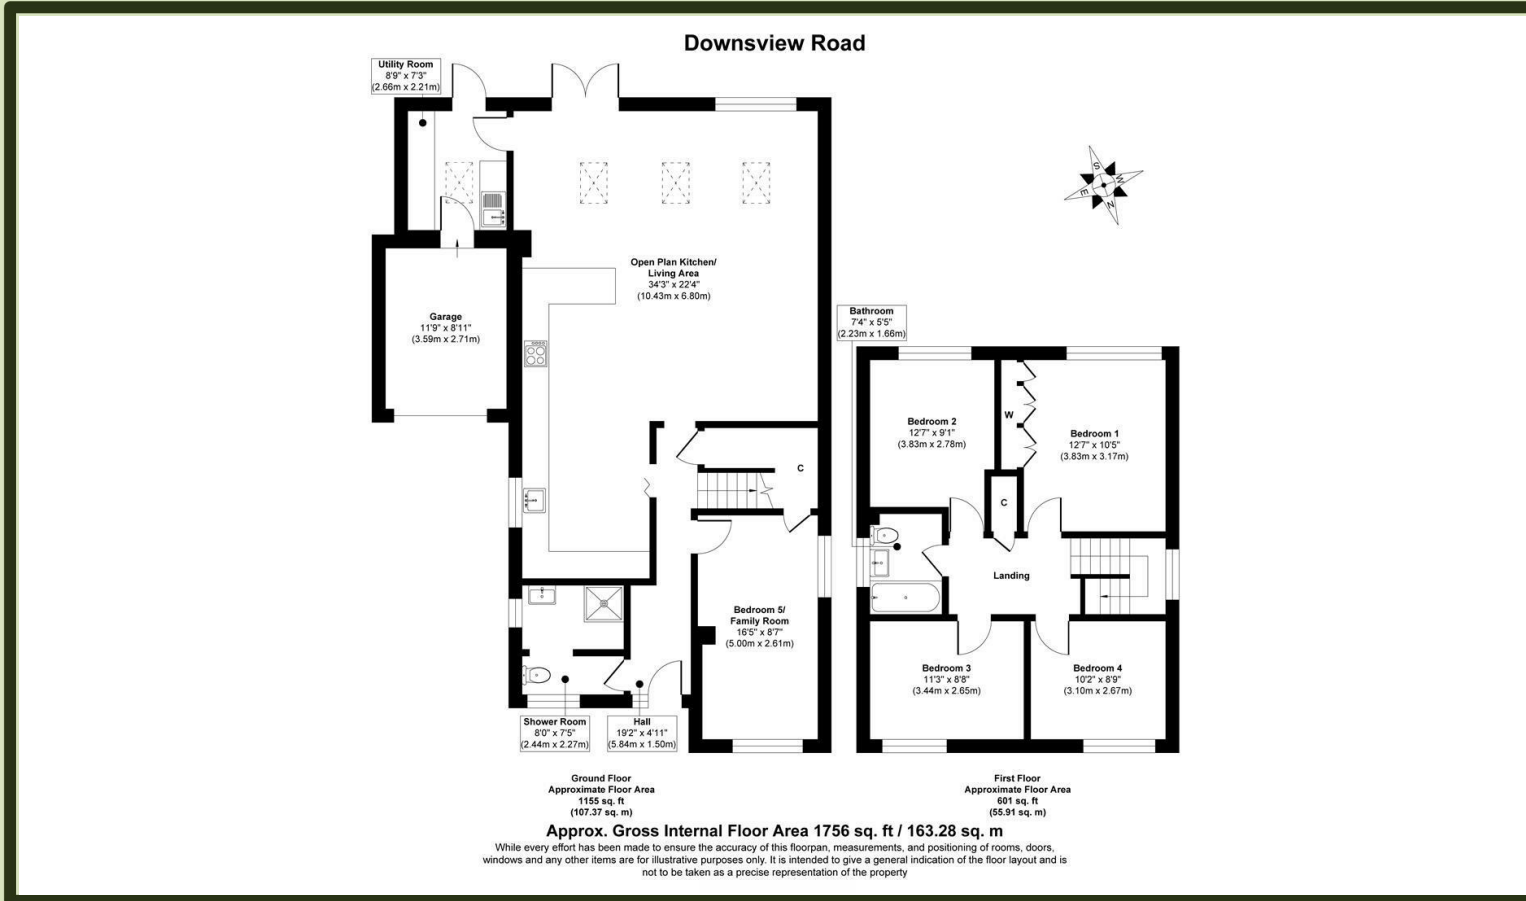 Downsview Road
Utility Room
8'9" x 7'3"
(2.66m x 2.21m)
S
W
E
N
Open Plan Kitchen/
Living Area
34'3" x 22'4"
(10.43m x 6.80m)
Garage
11'9" x 8'11"
(3.59m x 2.71m)
Bathroom
7'4" x 5'5"
(2.23m x 1.66m)
Bedroom 2
12'7" x 9'1"
(3.83m x 2.78m)
W
Bedroom 1
12'7" x 10'5"
(3.83m x 3.17m)
C
C
Landing
Bedroom 5/
Family Room
16'5" x 8'7"
(5.00m x 2.61m)
Bedroom 3
11'3" x 8'8"
(3.44m x 2.65m)
Bedroom 4
10'2" x 8'9"
(3.10m x 2.67m)
Shower Room
8'0" x 7'5"
(2.44m x 2.27m)
Hall
19'2" x 4'11"
(5.84m x 1.50m)
Ground Floor
Approximate Floor Area
1155 sq. ft
(107.37 sq. m)
First Floor
Approximate Floor Area
601 sq. ft
(55.91 sq. m)
Approx. Gross Internal Floor Area 1756 sq. ft / 163.28 sq. m
While every effort has been made to ensure the accuracy of this floorpan, measurements, and positioning of rooms, doors,
windows and any other items are for illustrative purposes only. It is intended to give a general indication of the floor layout and is
not to be taken as a precise representation of the property